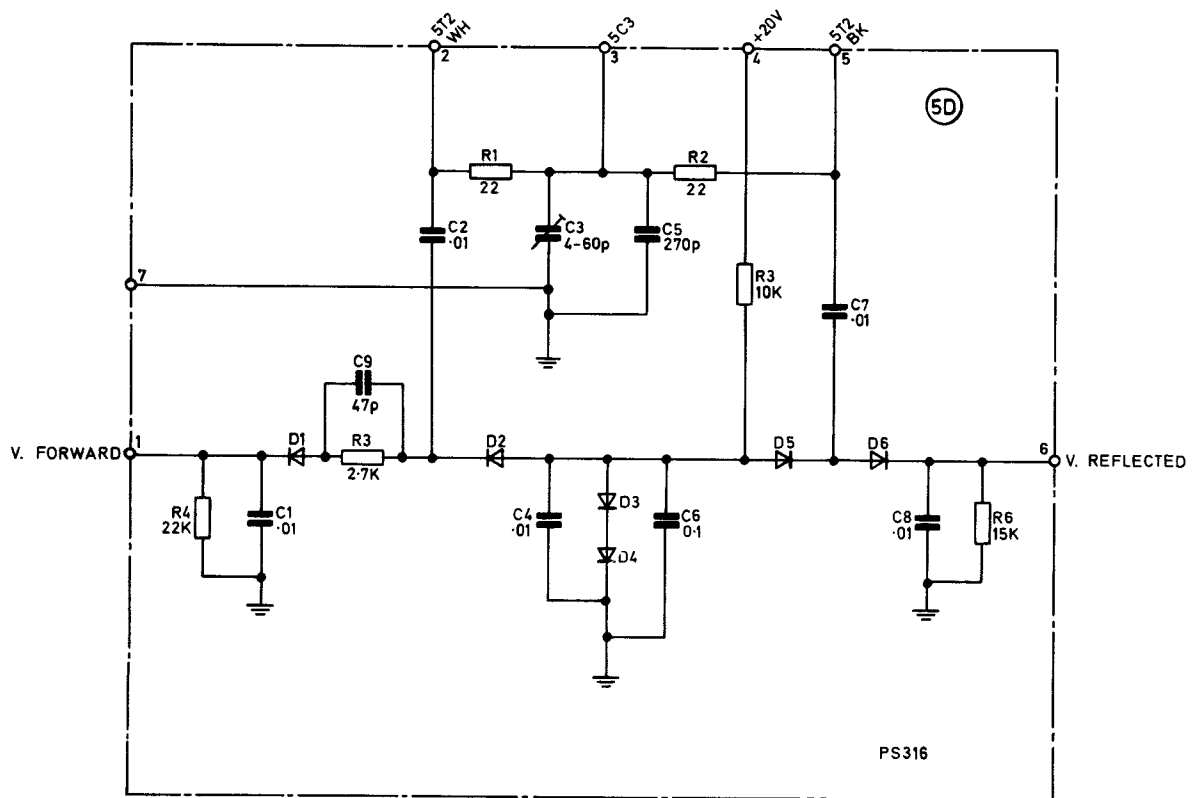 5T2
WH
2
5C3
3
+20V
4
5T2
BK
5
5D
R1
22
R2
22
C2
·01
C3
4-60p
C5
270p
7
R3
10K
C7
·01
C9
47p
V. FORWARD
1
D1
R3
2·7K
D2
D5
D6
6
V. REFLECTED
R4
22K
C1
·01
C4
·01
D3
D4
C6
0·1
C8
·01
R6
15K
PS316